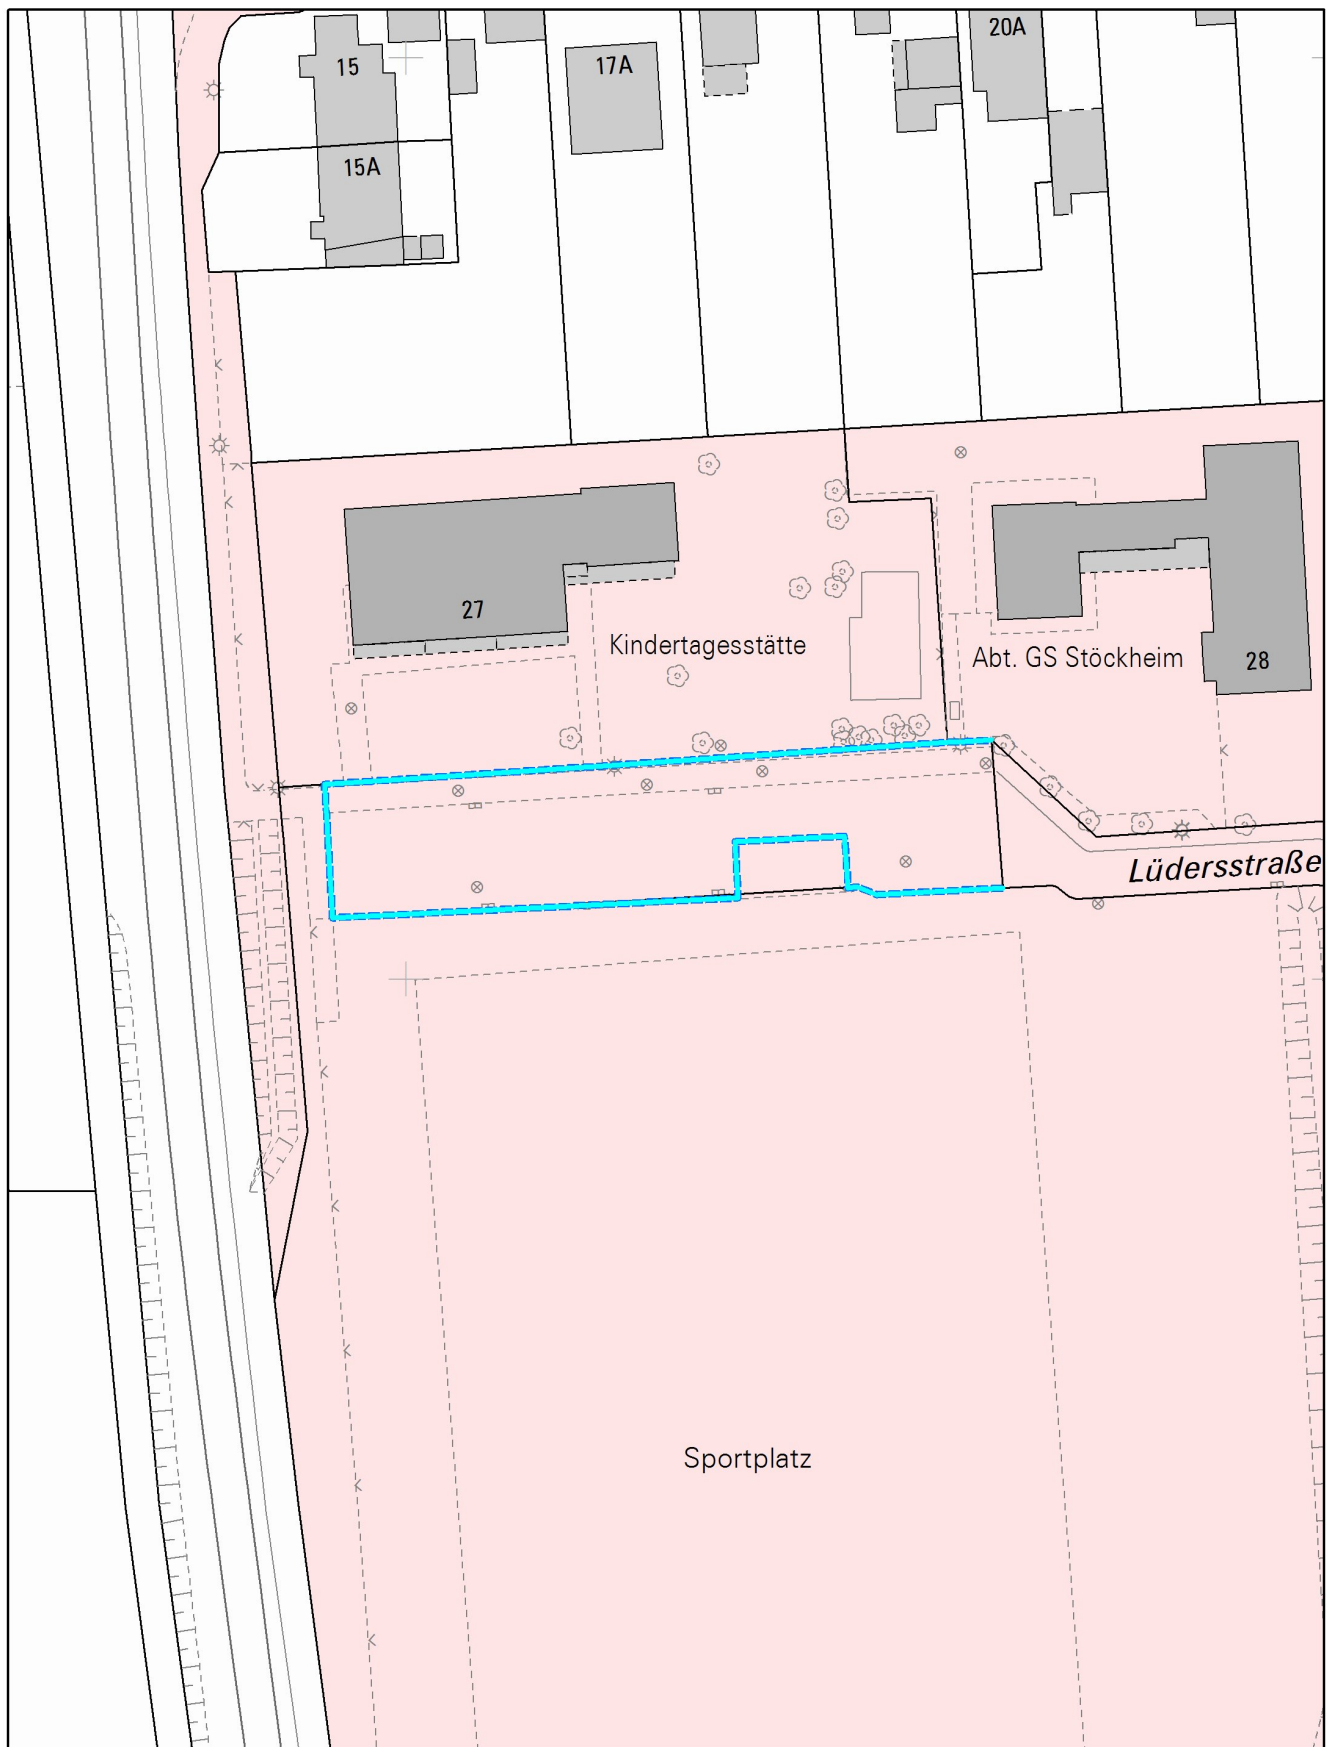 15
17A
20A
15A
27
Kindertagesstätte
Abt. GS Stöckheim
28
Lüdersstraße
Sportplatz